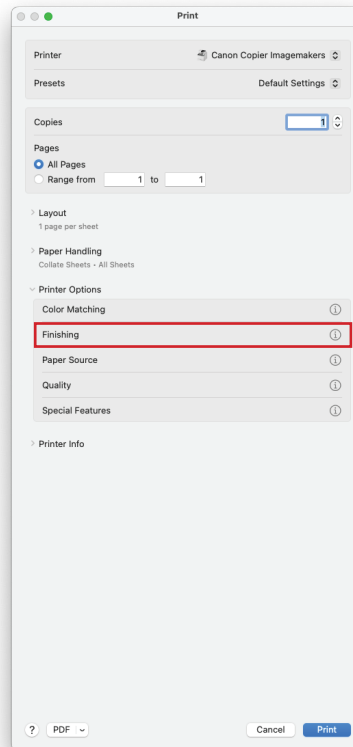 Print
Printer Canon Copier Imagemakers
Presets Default Settings
Copies 1
Pages
All Pages
Range from 1 to 1
Layout
1 page per sheet
Paper Handling
Collate Sheets - All Sheets
Printer Options
Color Matching
Finishing
Paper Source
Quality
Special Features
Printer Info
? PDF Cancel Print